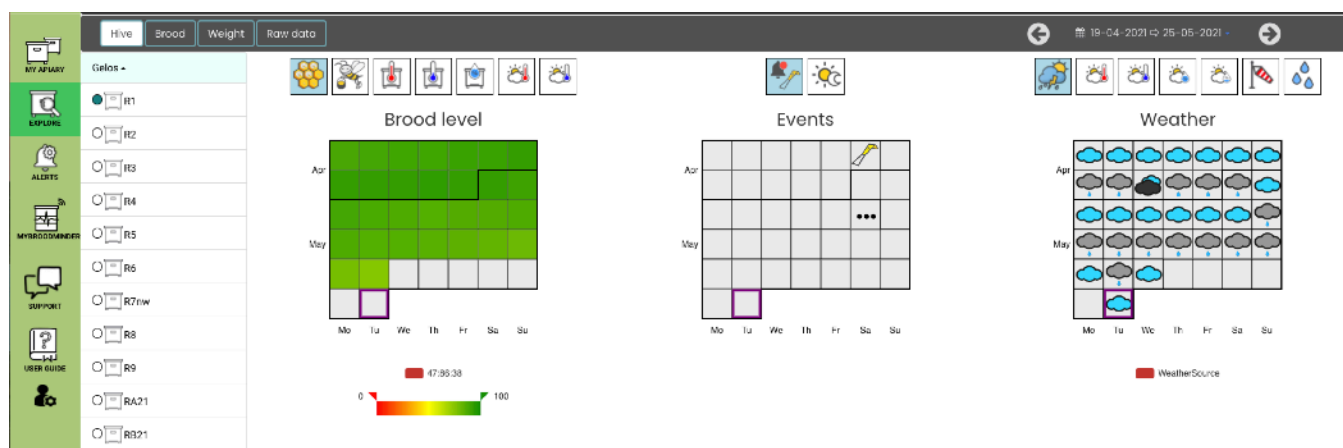 Hive Brood Weight Raw data 19-04-2021 ⇨ 25-05-2021
MY APIARY
EXPLORE
ALERTS
MYBROODMINDER
SUPPORT
USER GUIDE
Gelos
R1
R2
R3
R4
R5
R6
R7nw
R8
R9
RA21
RB21
Brood level
Apr
May
Mo Tu We Th Fr Sa Su
47:86:38
0 100
Events
Apr
May
Mo Tu We Th Fr Sa Su
Weather
Apr
May
Mo Tu We Th Fr Sa Su
WeatherSource